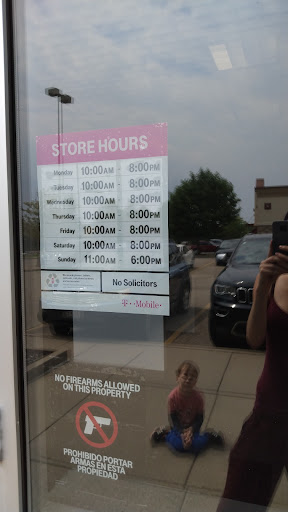 STORE HOURS
Monday 10:00AM 8:00PM
Tuesday 10:00AM 8:00PM
Wednesday 10:00AM 8:00PM
Thursday 10:00AM 8:00PM
Friday 10:00AM 8:00PM
Saturday 10:00AM 8:00PM
Sunday 11:00AM 6:00PM
No Solicitors
T-Mobile
NO FIREARMS ALLOWED
ON THIS PROPERTY
PROHIBIDO PORTAR
ARMAS EN ESTA
PROPIEDAD